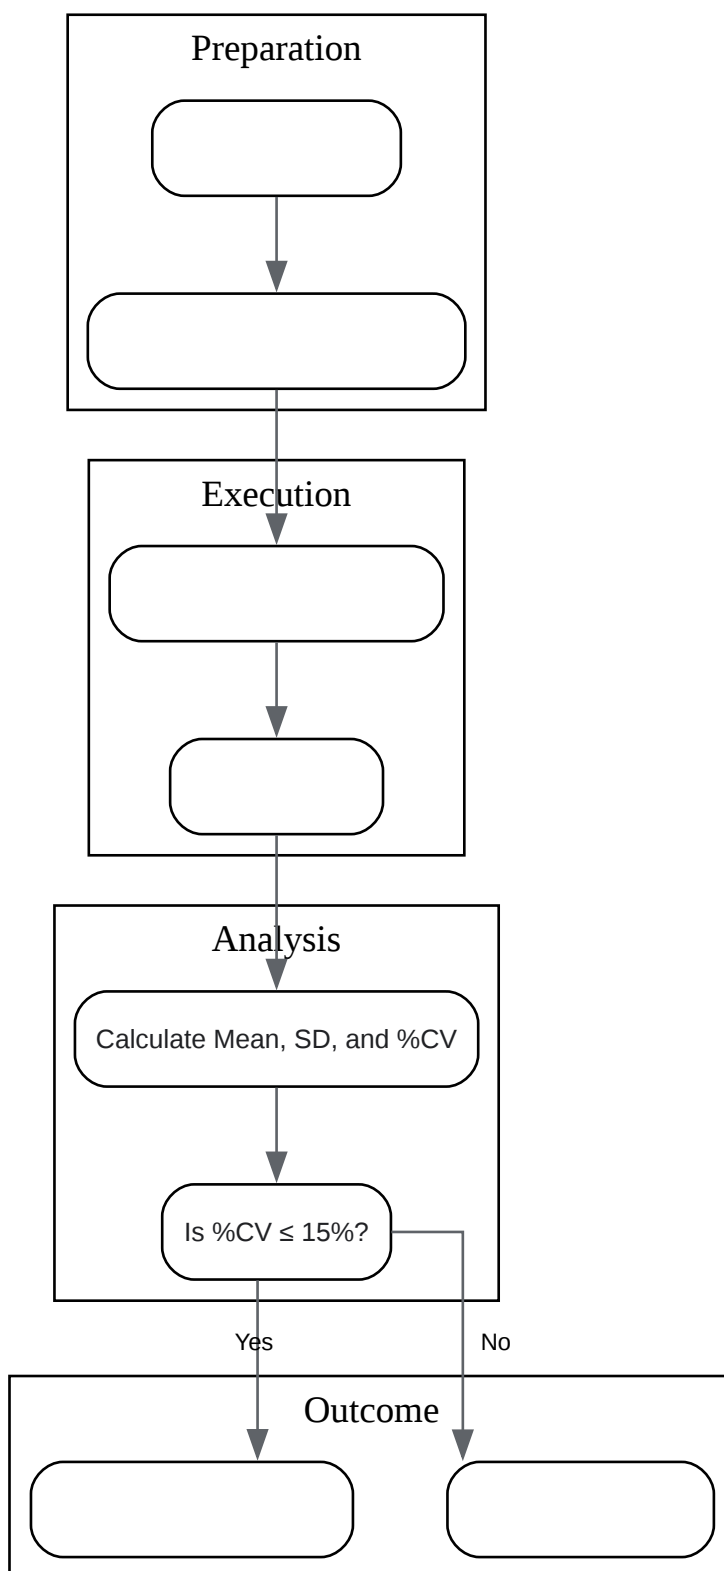 Preparation
Execution
Analysis
Calculate Mean, SD, and %CV
Is %CV ≤ 15%?
Yes
No
Outcome